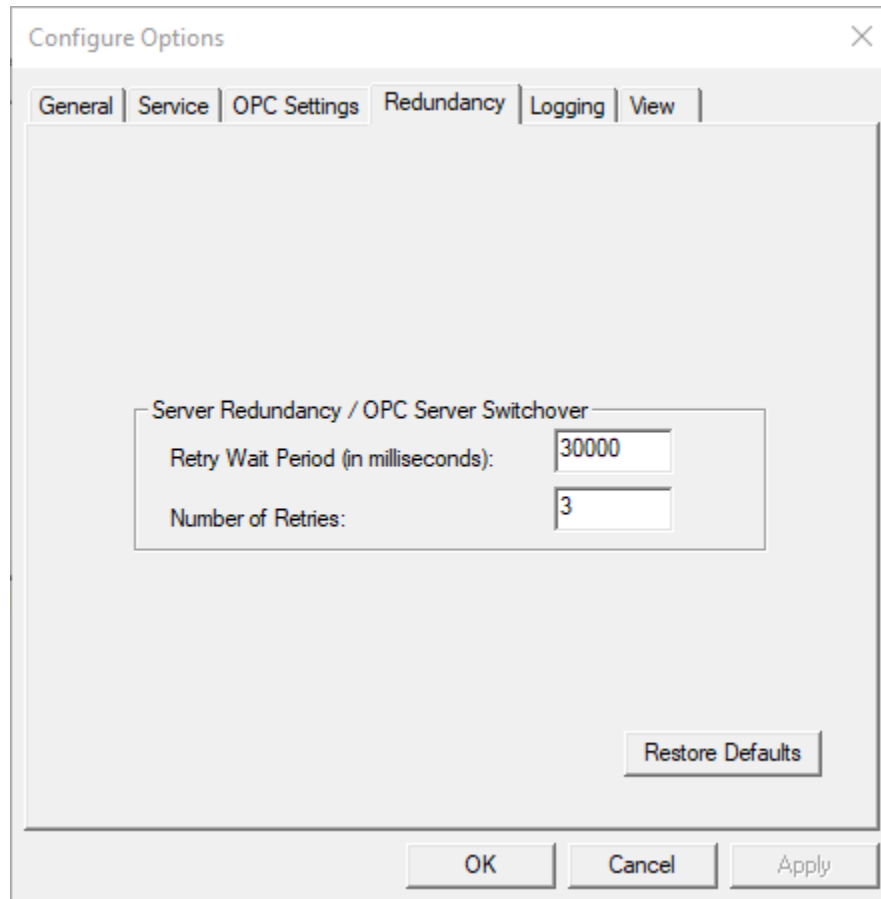 Configure Options
General Service OPC Settings Redundancy Logging View
Server Redundancy / OPC Server Switchover
Retry Wait Period (in milliseconds): 30000
Number of Retries: 3
Restore Defaults
OK Cancel Apply